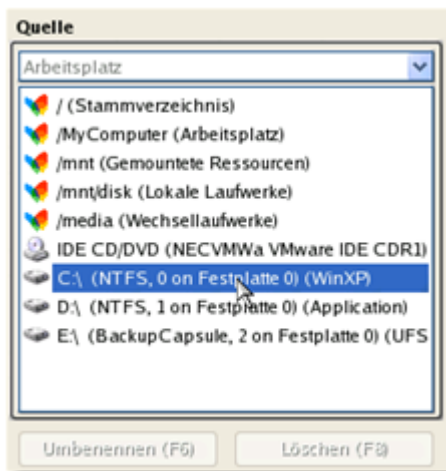 Quelle
Arbeitsplatz
/ (Stammverzeichnis)
/MyComputer (Arbeitsplatz)
/mnt (Gemountete Ressourcen)
/mnt/disk (Lokale Laufwerke)
/media (Wechsellaufwerke)
IDE CD/DVD (NECVMWa VMware IDE CDR1)
C:\ (NTFS, 0 on Festplatte 0) (WinXP)
D:\ (NTFS, 1 on Festplatte 0) (Application)
E:\ (BackupCapsule, 2 on Festplatte 0) (UFS
Umbenennen (F6)
Löschen (F8)